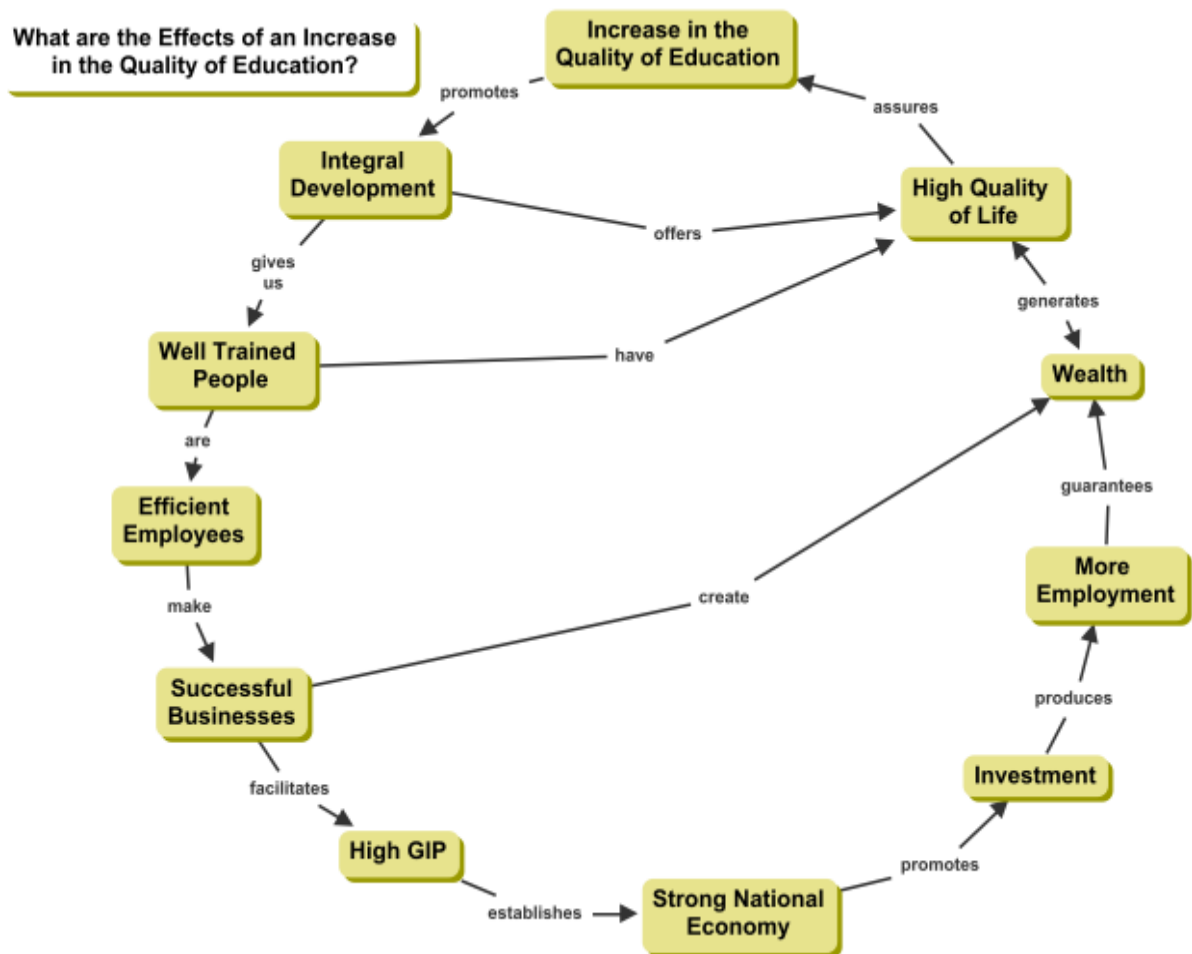 What are the Effects of an Increase
in the Quality of Education?
Increase in the
Quality of Education
promotes
assures
Integral
Development
High Quality
of Life
offers
gives
us
generates
Well Trained
People
have
Wealth
are
guarantees
Efficient
Employees
More
Employment
make
create
Successful
Businesses
produces
facilitates
Investment
High GIP
promotes
establishes
Strong National
Economy